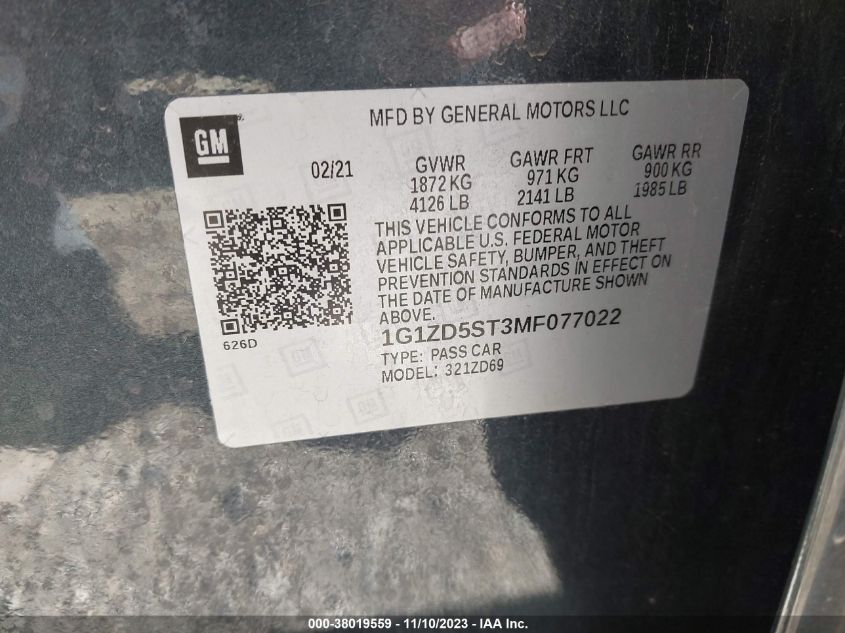 MFD BY GENERAL MOTORS LLC
GM
02/21
GVWR
1872 KG
4126 LB
GAWR FRT
971 KG
2141 LB
GAWR RR
900 KG
1985 LB
THIS VEHICLE CONFORMS TO ALL
APPLICABLE U.S. FEDERAL MOTOR
VEHICLE SAFETY, BUMPER, AND THEFT
PREVENTION STANDARDS IN EFFECT ON
THE DATE OF MANUFACTURE SHOWN
ABOVE.
626D
1G1ZD5ST3MF077022
TYPE: PASS CAR
MODEL: 321ZD69
000-38019559 — 11/10/2023 — IAA, Inc.